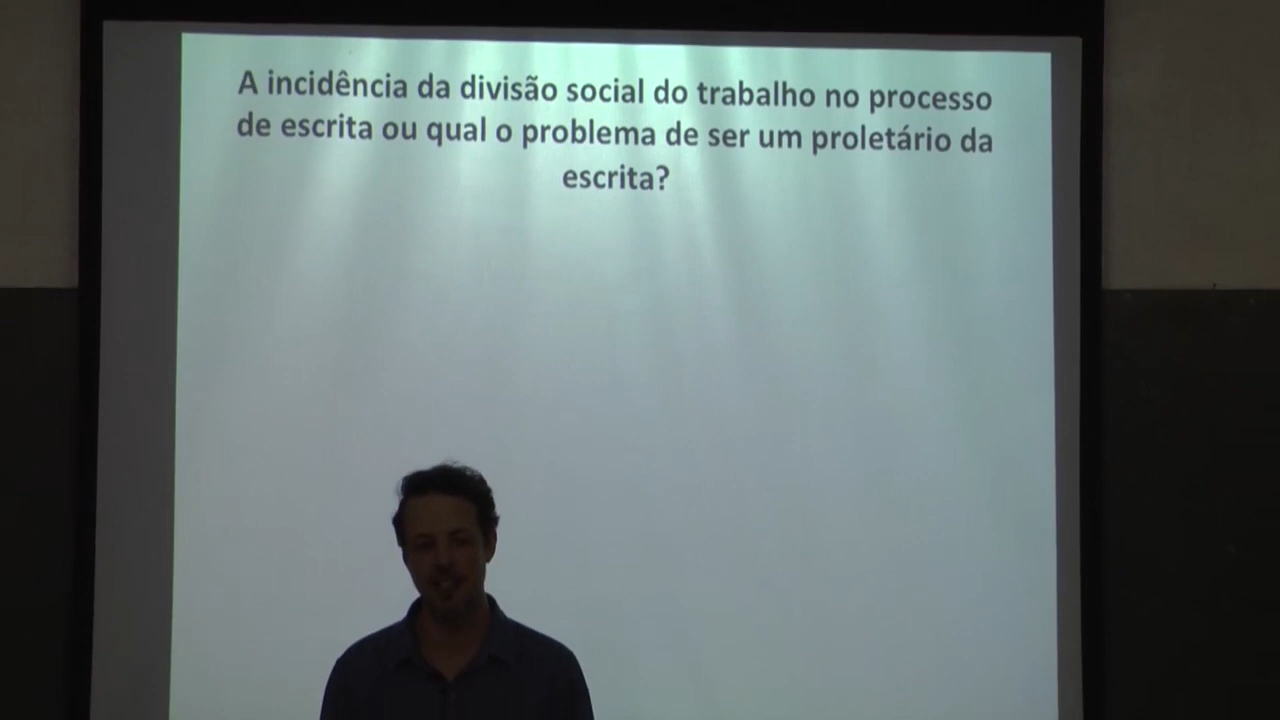 A incidência da divisão social do trabalho no processo
de escrita ou qual o problema de ser um proletário da
escrita?